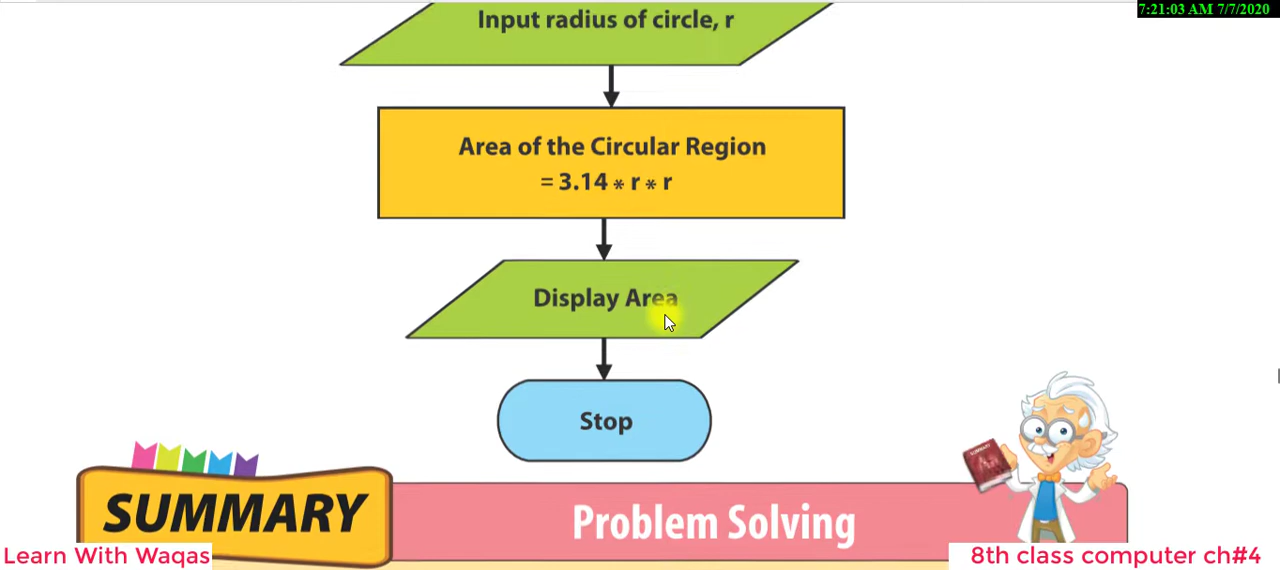 7:21:03 AM 7/7/2020
Input radius of circle, r
Area of the Circular Region
= 3.14 * r * r
Display Area
Stop
SUMMARY
Problem Solving
Learn With Waqas
8th class computer ch#4